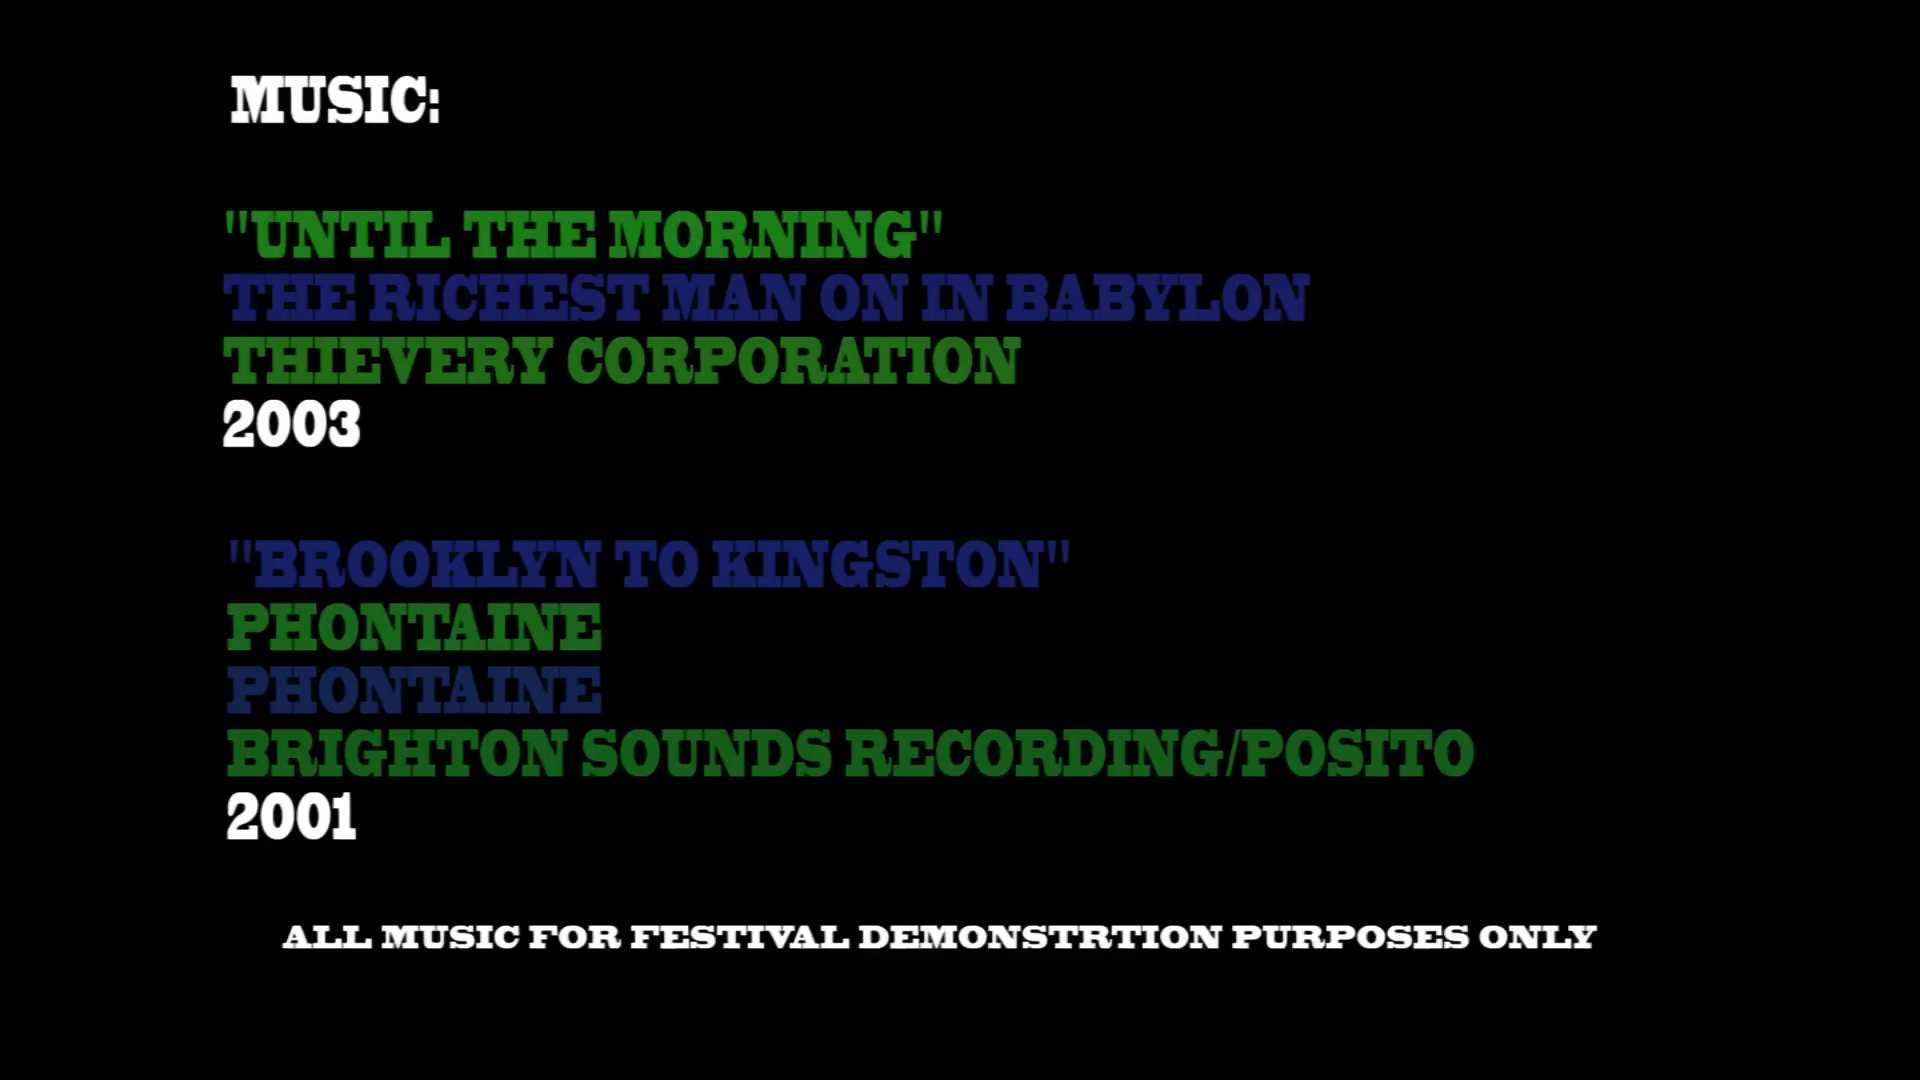 MUSIC:
"UNTIL THE MORNING"
THE RICHEST MAN ON IN BABYLON
THIEVERY CORPORATION
2003
"BROOKLYN TO KINGSTON"
PHONTAINE
PHONTAINE
BRIGHTON SOUNDS RECORDING/POSITO
2001
ALL MUSIC FOR FESTIVAL DEMONSTRTION PURPOSES ONLY